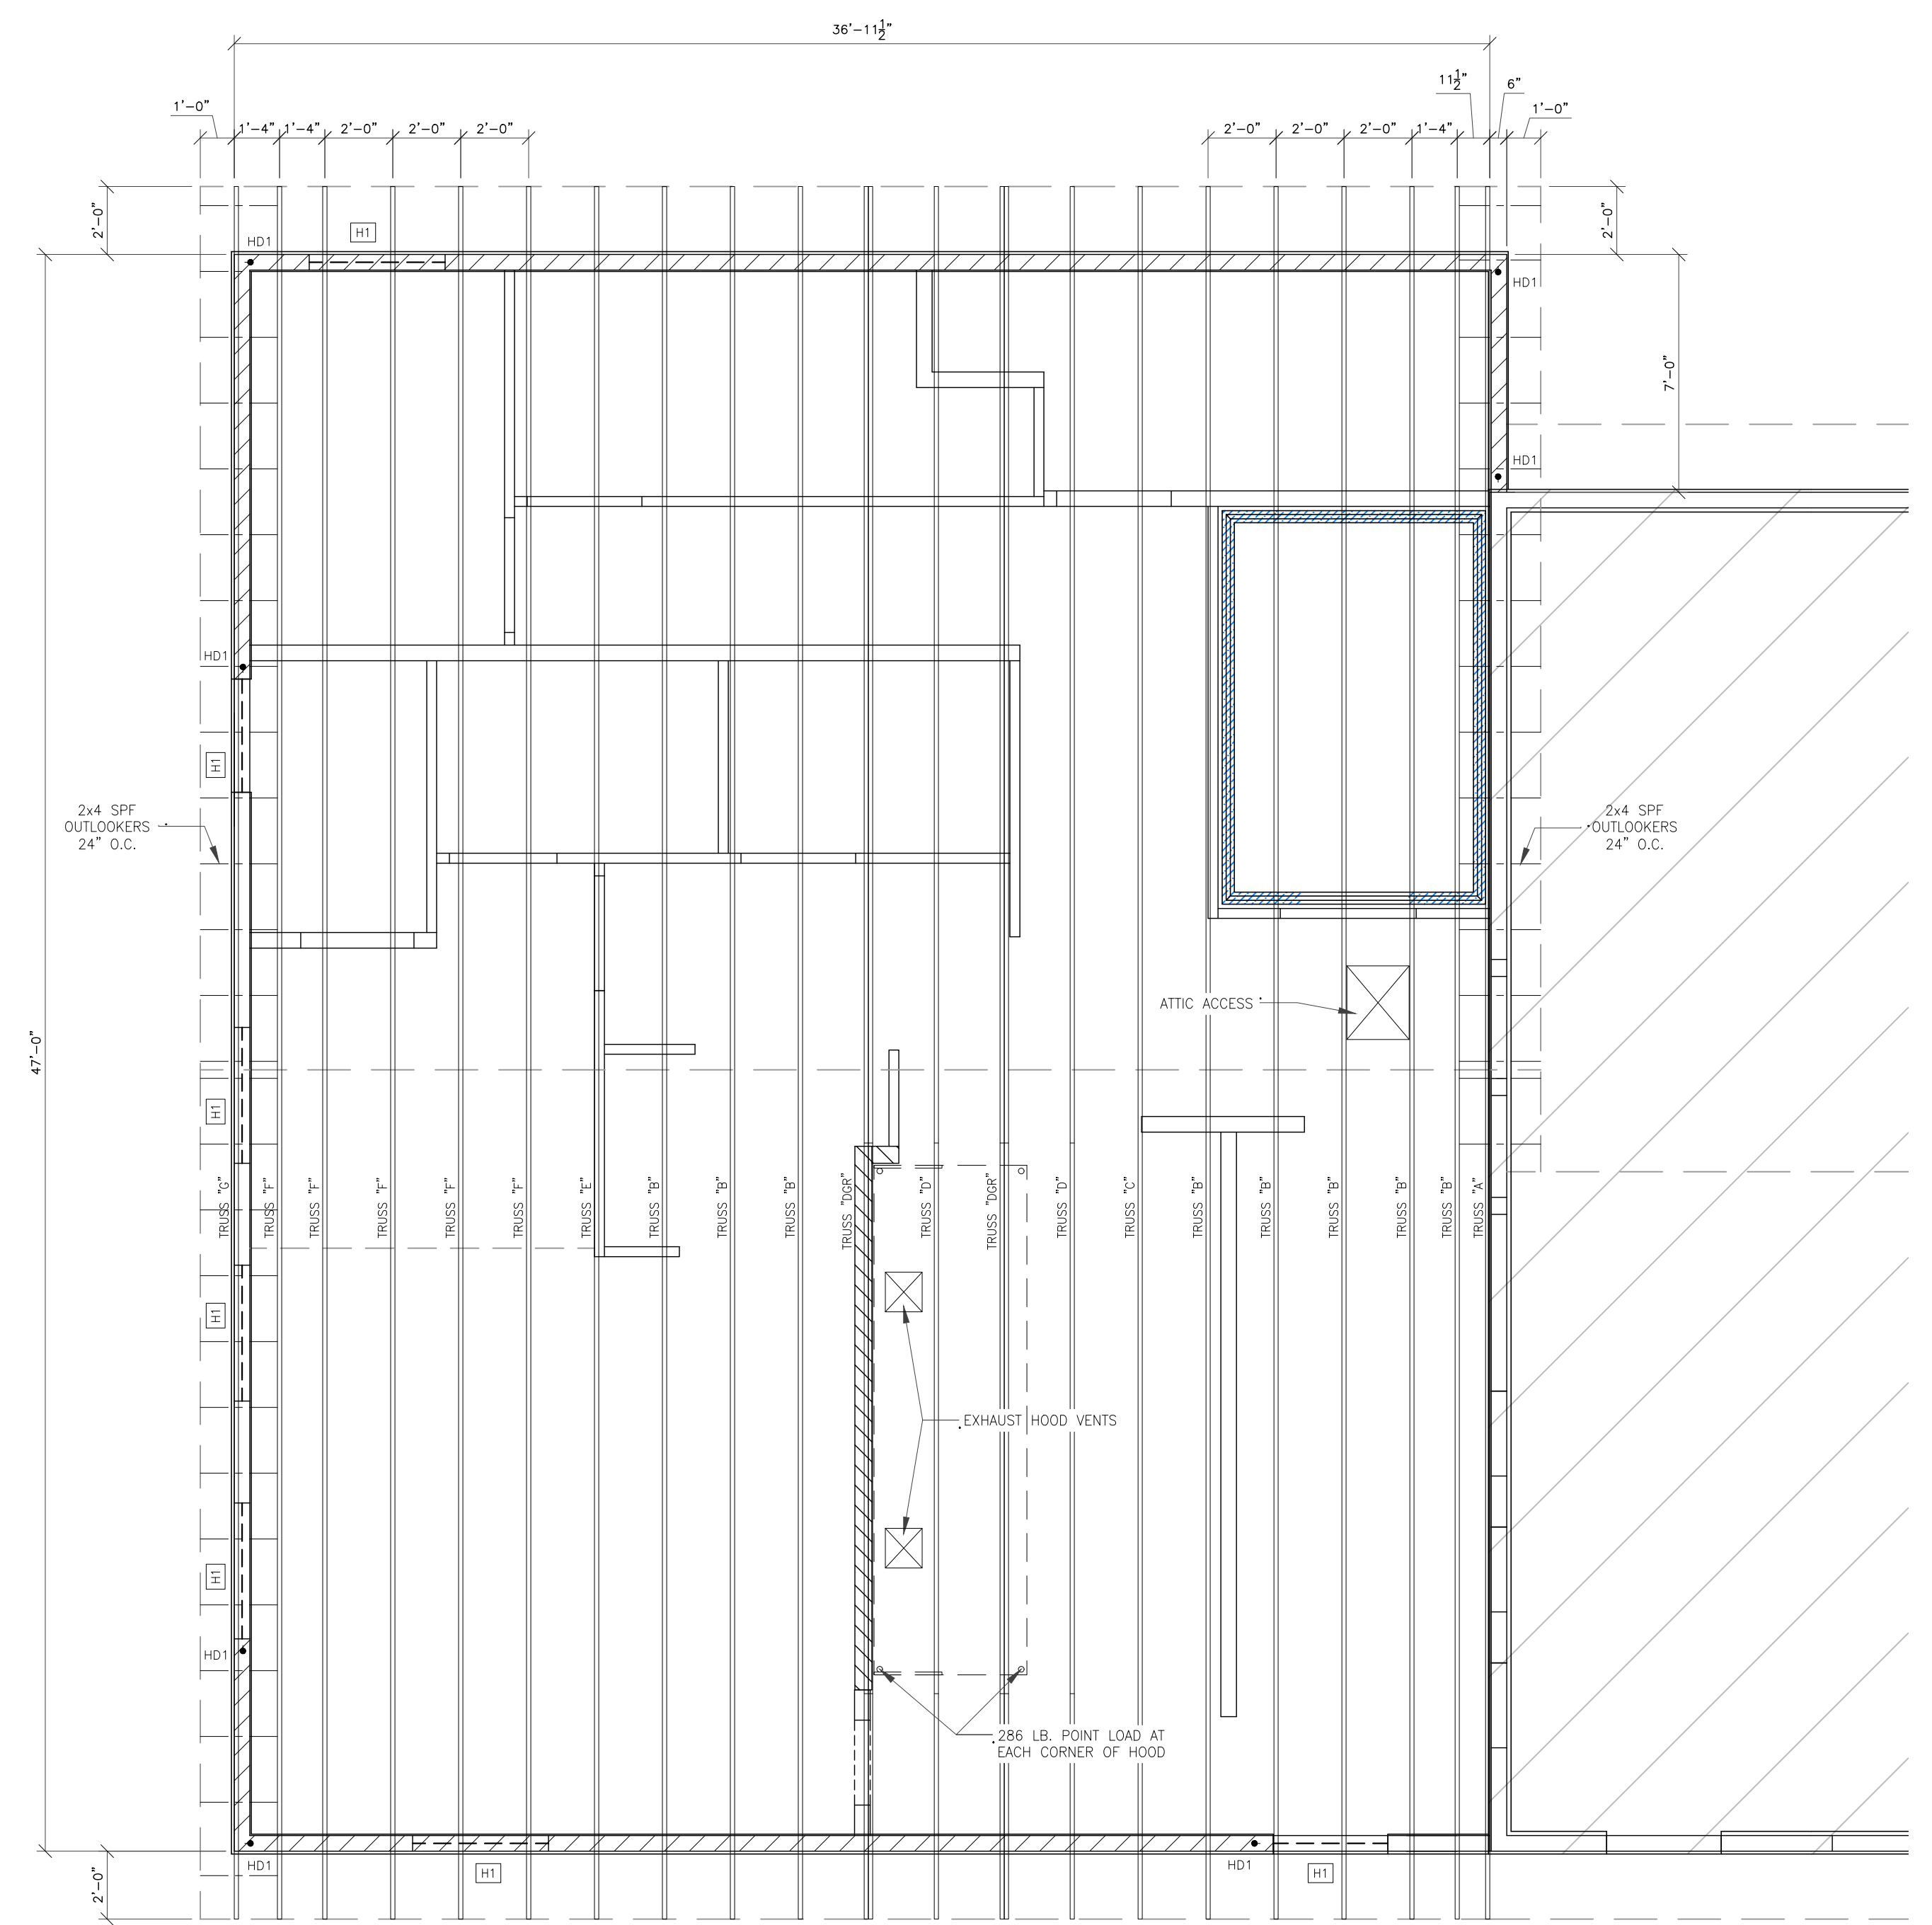 36'-11½"
11½"
6"
1'-0"
1'-0"
1'-4"
1'-4"
2'-0"
2'-0"
2'-0"
2'-0"
2'-0"
2'-0"
1'-4"
2'-0"
2'-0"
HD1
H1
HD1
7'-0"
HD1
HD1
H1
2x4 SPF
OUTLOOKERS
24" O.C.
2x4 SPF
OUTLOOKERS
24" O.C.
ATTIC ACCESS
47'-0"
H1
TRUSS "G"
TRUSS "F"
TRUSS "F"
TRUSS "F"
TRUSS "F"
TRUSS "F"
TRUSS "E"
TRUSS "B"
TRUSS "B"
TRUSS "B"
TRUSS "DGR"
TRUSS "D"
TRUSS "DGR"
TRUSS "D"
TRUSS "C"
TRUSS "B"
TRUSS "B"
TRUSS "B"
TRUSS "B"
TRUSS "B"
TRUSS "A"
H1
EXHAUST HOOD VENTS
H1
HD1
286 LB. POINT LOAD AT
EACH CORNER OF HOOD
HD1
H1
HD1
H1
2'-0"